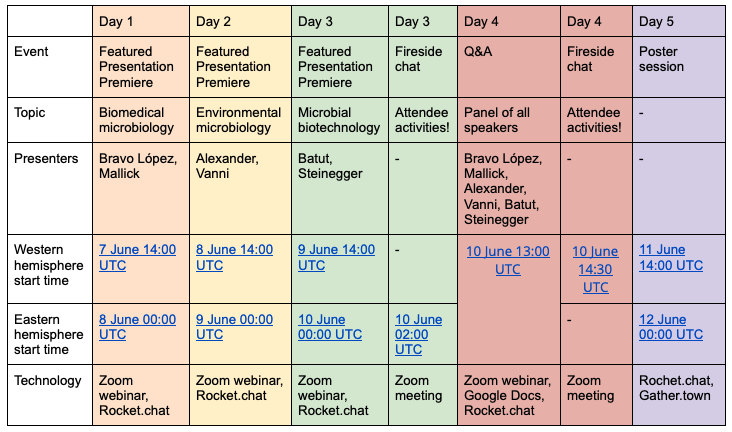 Day 1 Day 2 Day 3 Day 3 Day 4 Day 4 Day 5
Event
Featured
Presentation
Premiere
Featured
Presentation
Premiere
Featured
Presentation
Premiere
Fireside
chat
Q&A
Fireside
chat
Poster
session
Topic
Biomedical
microbiology
Environmental
microbiology
Microbial
biotechnology
Attendee
activities!
Panel of all
speakers
Attendee
activities!
-
Presenters
Bravo López,
Mallick
Alexander,
Vanni
Batut,
Steinegger
-
Bravo López,
Mallick,
Alexander,
Vanni, Batut,
Steinegger
-
-
Western
hemisphere
start time
7 June 14:00
UTC
8 June 14:00
UTC
9 June 14:00
UTC
-
10 June 13:00
UTC
10 June
14:30
UTC
11 June
14:00 UTC
Eastern
hemisphere
start time
8 June 00:00
UTC
9 June 00:00
UTC
10 June
00:00 UTC
10 June
02:00
UTC
-
12 June
00:00 UTC
Technology
Zoom
webinar,
Rocket.chat
Zoom webinar,
Rocket.chat
Zoom
webinar,
Rocket.chat
Zoom
meeting
Zoom webinar,
Google Docs,
Rocket.chat
Zoom
meeting
Rochet.chat,
Gather.town